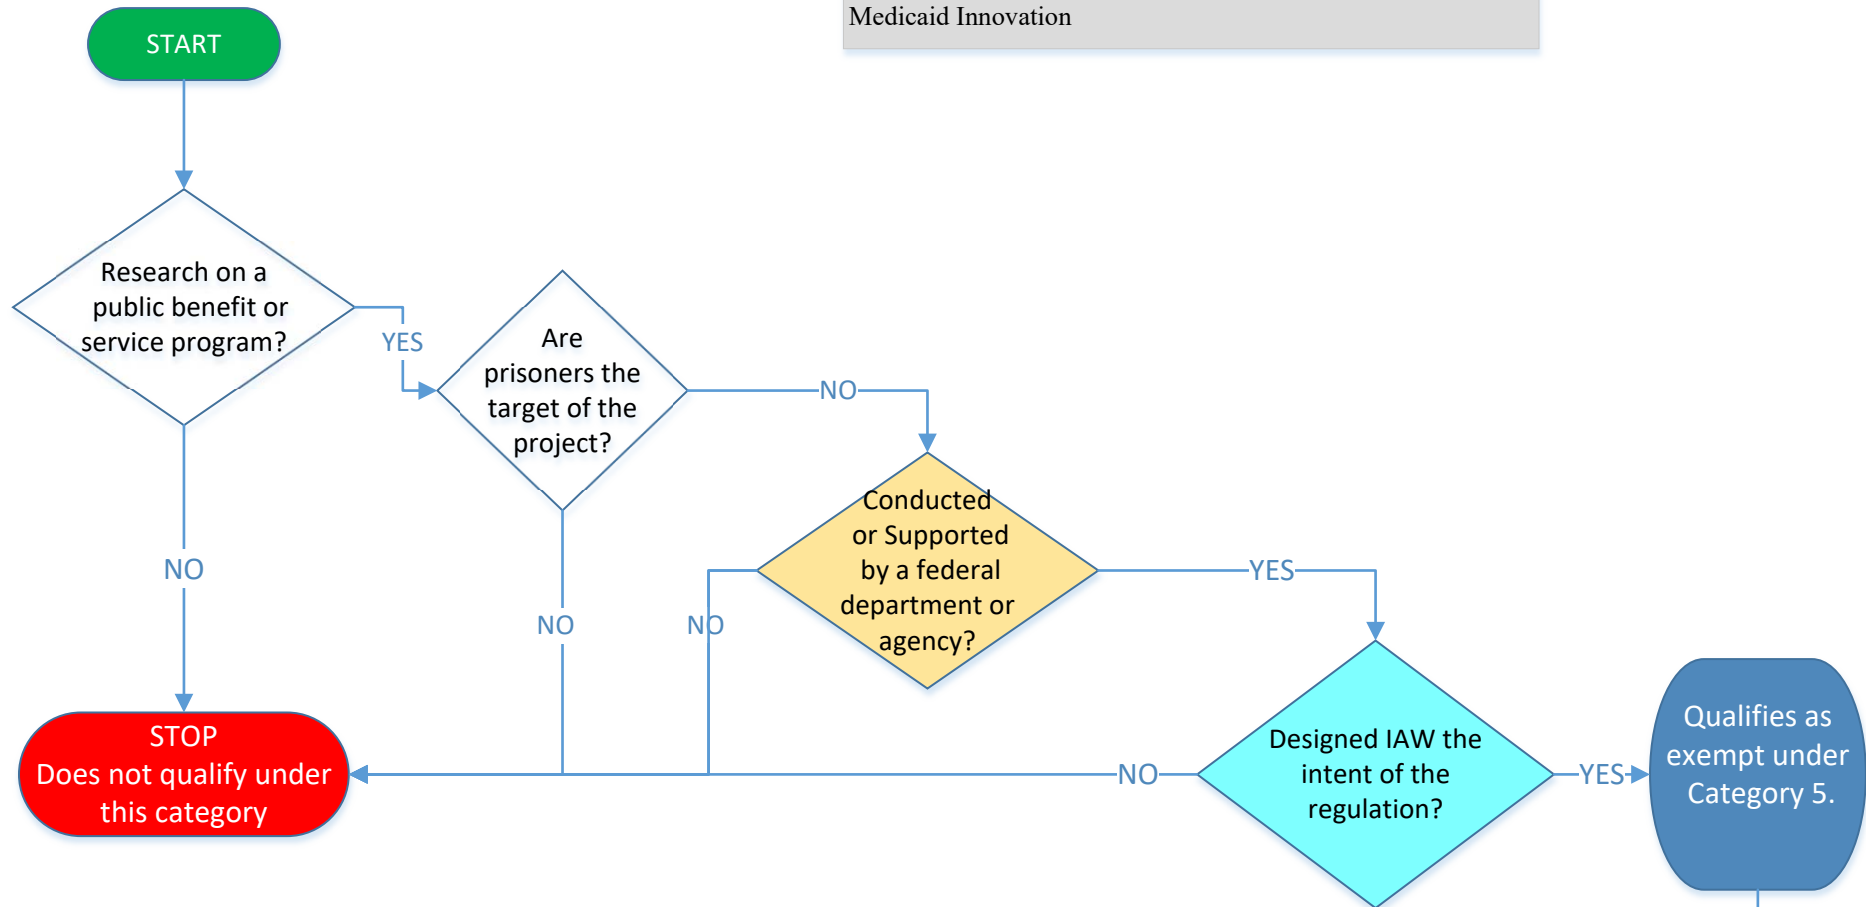 Medicaid Innovation
START
Research on a
public benefit or
service program?
YES
Are
prisoners the
target of the
project?
NO
Conducted
or Supported
by a federal
department or
agency?
YES
NO
NO
NO
Designed IAW the
intent of the
regulation?
NO
YES
Qualifies as
exempt under
Category 5.
STOP
Does not qualify under
this category